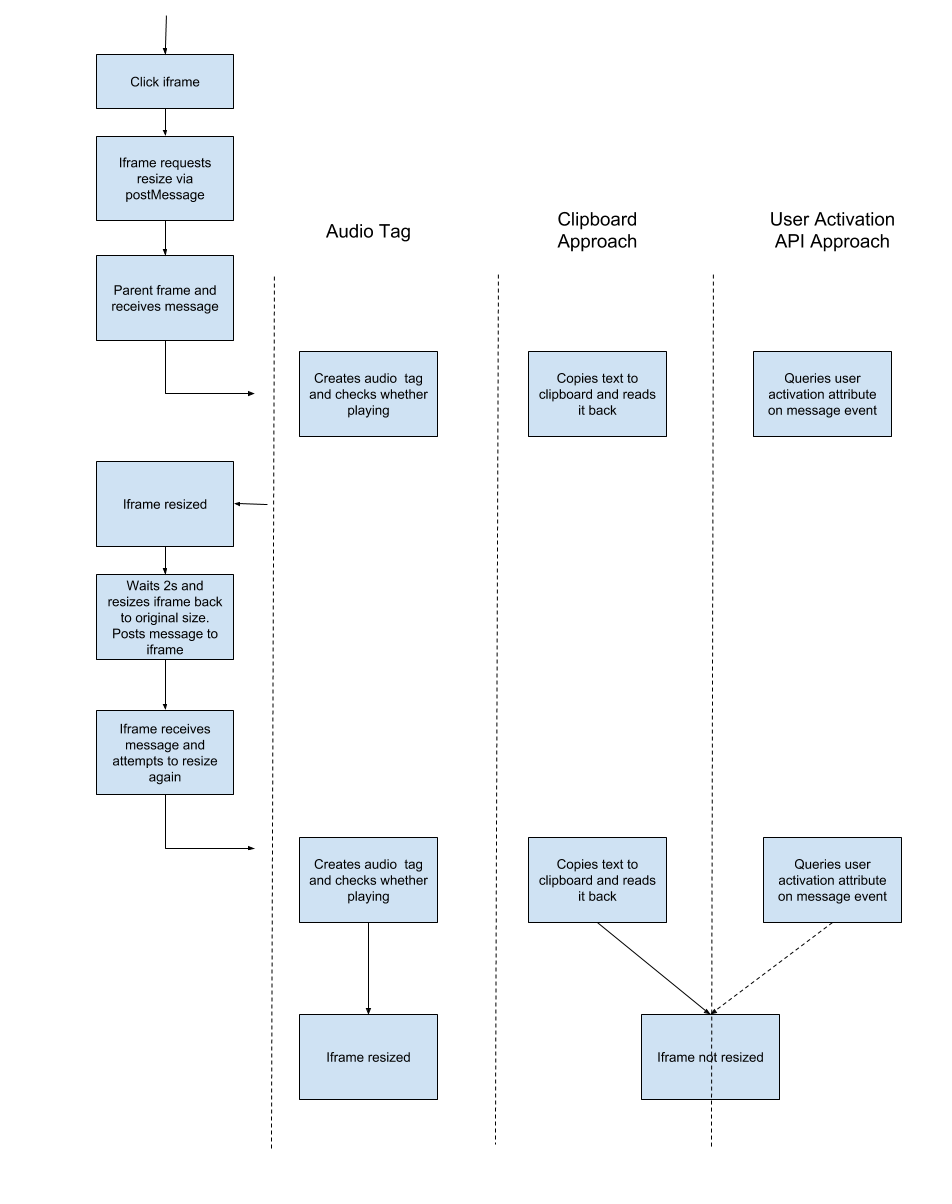 Click iframe
Iframe requests
resize via
postMessage
Parent frame and
receives message
Audio Tag
Clipboard
Approach
User Activation
API Approach
Creates audio  tag
and checks whether
playing
Copies text to
clipboard and reads
it back
Queries user
activation attribute
on message event
Iframe resized
Waits 2s and
resizes iframe back
to original size.
Posts message to
iframe
Iframe receives
message and
attempts to resize
again
Creates audio  tag
and checks whether
playing
Copies text to
clipboard and reads
it back
Queries user
activation attribute
on message event
Iframe resized
Iframe not resized